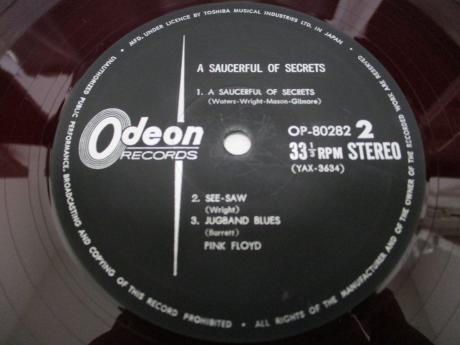 MFD. UNDER LICENCE BY TOSHIBA MUSICAL INDUSTRIES LTD. IN JAPAN • ALL RIGHTS OF THE MANUFACTURER AND OF THE OWNER OF THE RECORDED WORK ARE RESERVED
UNAUTHORIZED PUBLIC PERFORMANCE, BROADCASTING AND COPYING OF THIS RECORD PROHIBITED
A SAUCERFUL OF SECRETS
1. A SAUCERFUL OF SECRETS
(Waters-Wright-Mason-Gilmore)
Odeon
RECORDS
OP-80282 2
33 1/3 RPM STEREO
(YAX-3634)
2. SEE-SAW
(Wright)
3. JUGBAND BLUES
(Barrett)
PINK FLOYD